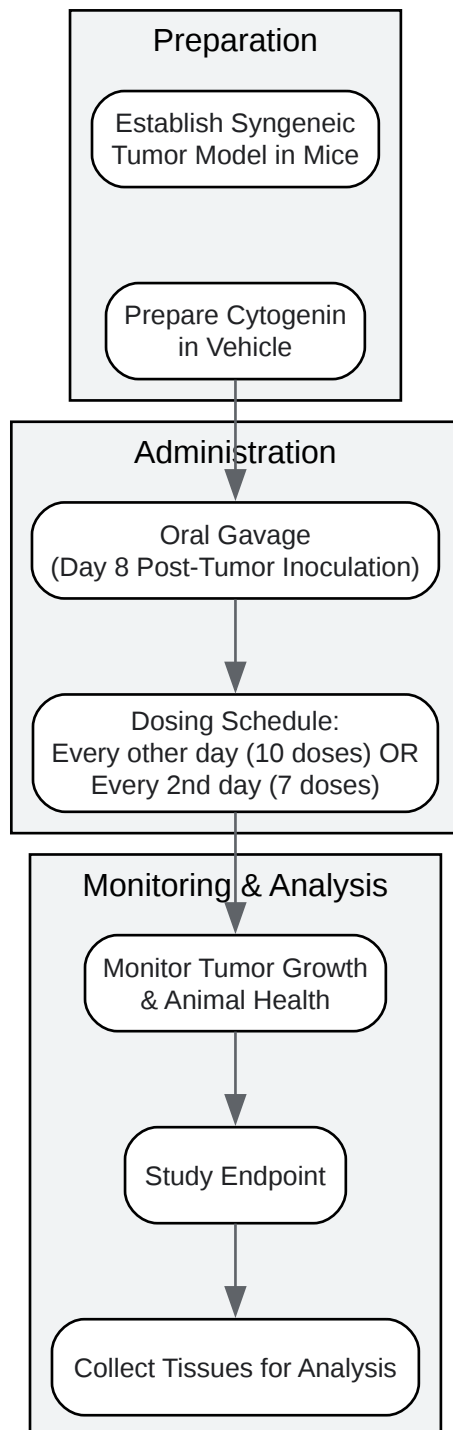 Preparation
Establish Syngeneic
Tumor Model in Mice
Prepare Cytogenin
in Vehicle
Administration
Oral Gavage
(Day 8 Post-Tumor Inoculation)
Dosing Schedule:
Every other day (10 doses) OR
Every 2nd day (7 doses)
Monitoring & Analysis
Monitor Tumor Growth
& Animal Health
Study Endpoint
Collect Tissues for Analysis